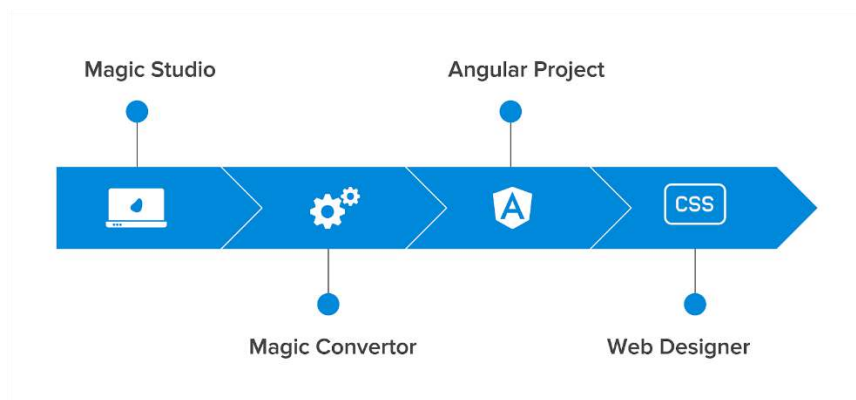 Magic Studio
Angular Project
A
CSS
Magic Convertor
Web Designer